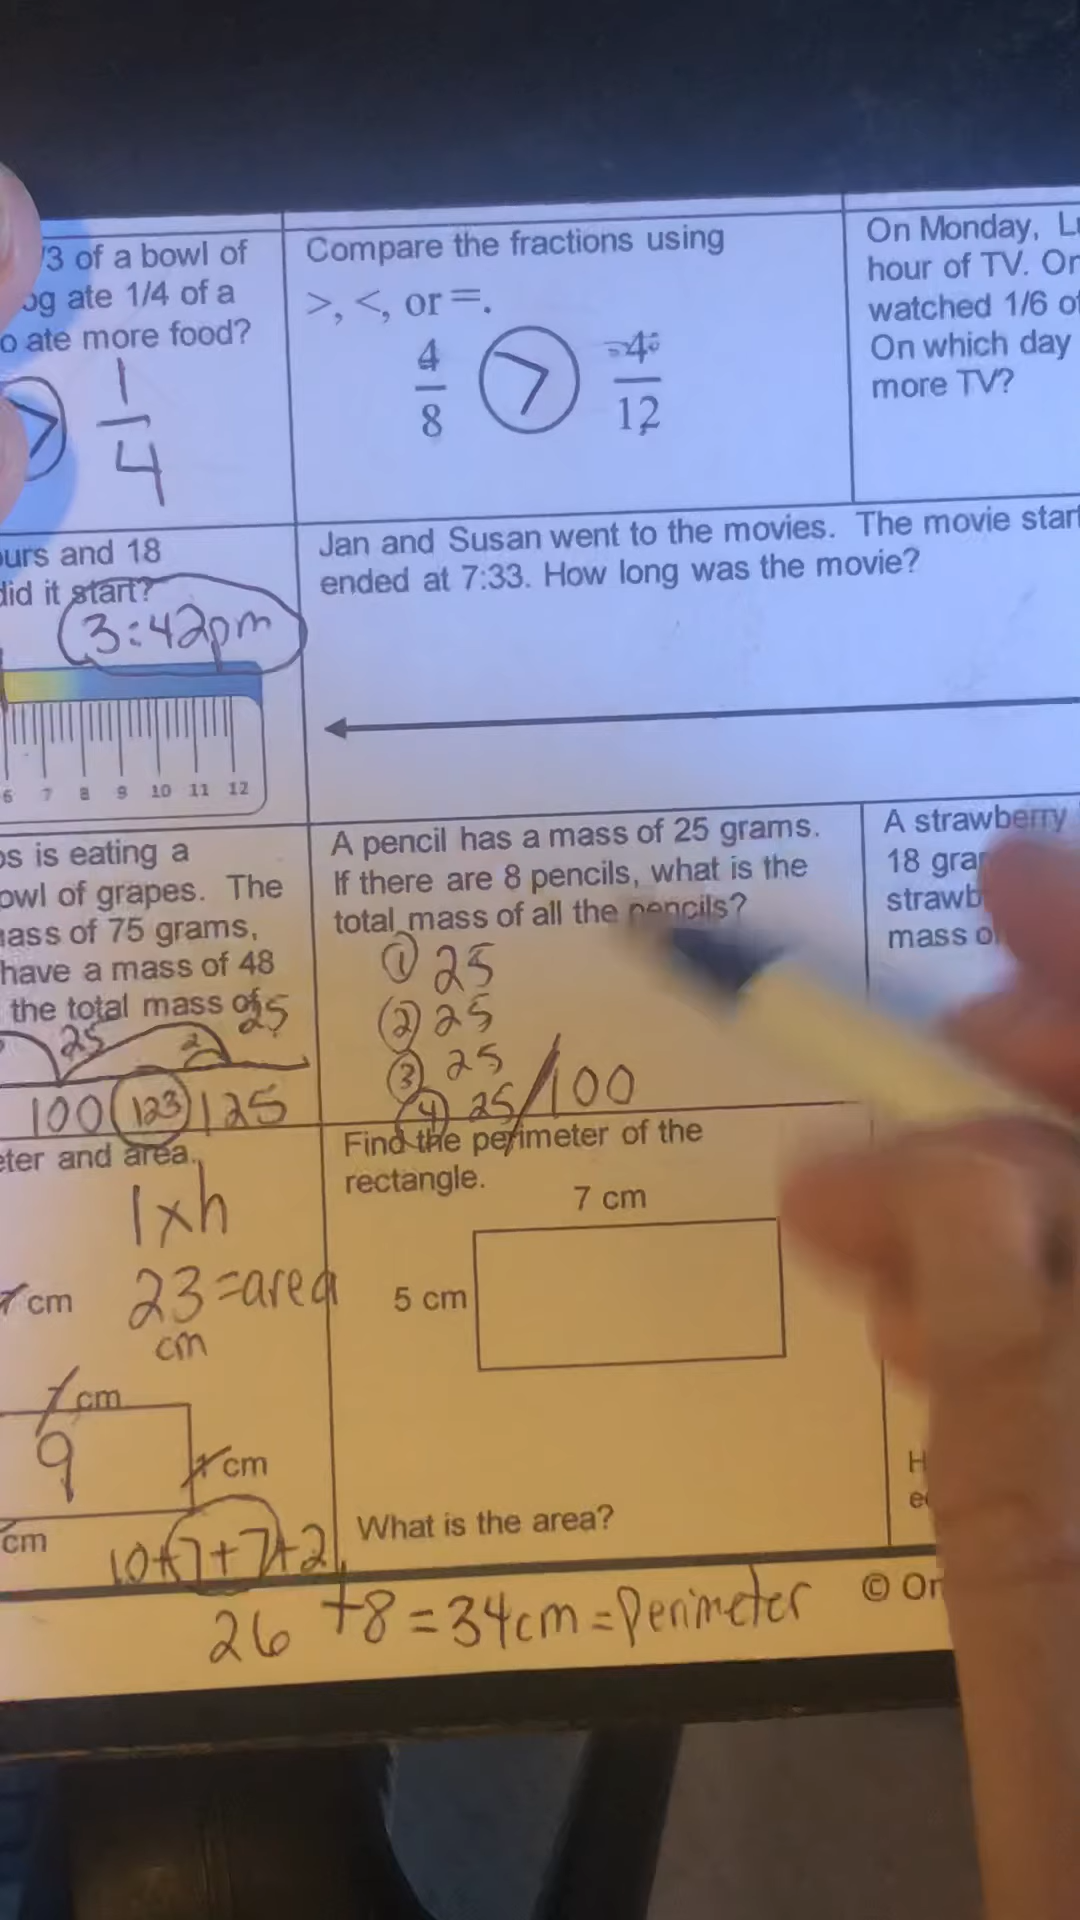 /3 of a bowl of
og ate 1/4 of a
o ate more food?
> 1
4
Compare the fractions using
>, <, or =.
4 > 4
8 12
On Monday, L
hour of TV. On
watched 1/6 of
On which day
more TV?
urs and 18
did it start?
3:42pm
6 7 8 9 10 11 12
Jan and Susan went to the movies. The movie start
ended at 7:33. How long was the movie?
os is eating a
owl of grapes. The
mass of 75 grams,
have a mass of 48
the total mass of
25
25 2
100 123 125
A pencil has a mass of 25 grams.
If there are 8 pencils, what is the
total mass of all the pencils?
① 25
② 25
③ 25
④ 25 / 100
A strawberry
18 gra
strawb
mass o
eter and area.
l x h
cm 23 = area
cm
cm
9
cm
cm
10+7+7+2
26 +8=34cm=Perimeter
Find the perimeter of the
rectangle.
7 cm
5 cm
What is the area?
H
© On